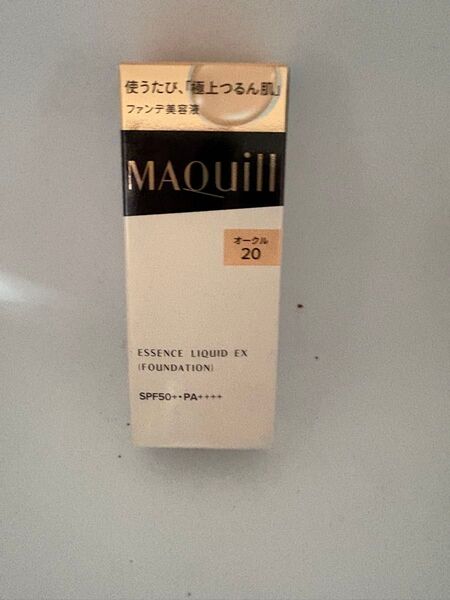 使うたび、「極上つるん肌」
ファンデ美容液
MAQuill
オークル
20
ESSENCE LIQUID EX
(FOUNDATION)
SPF50+・PA++++